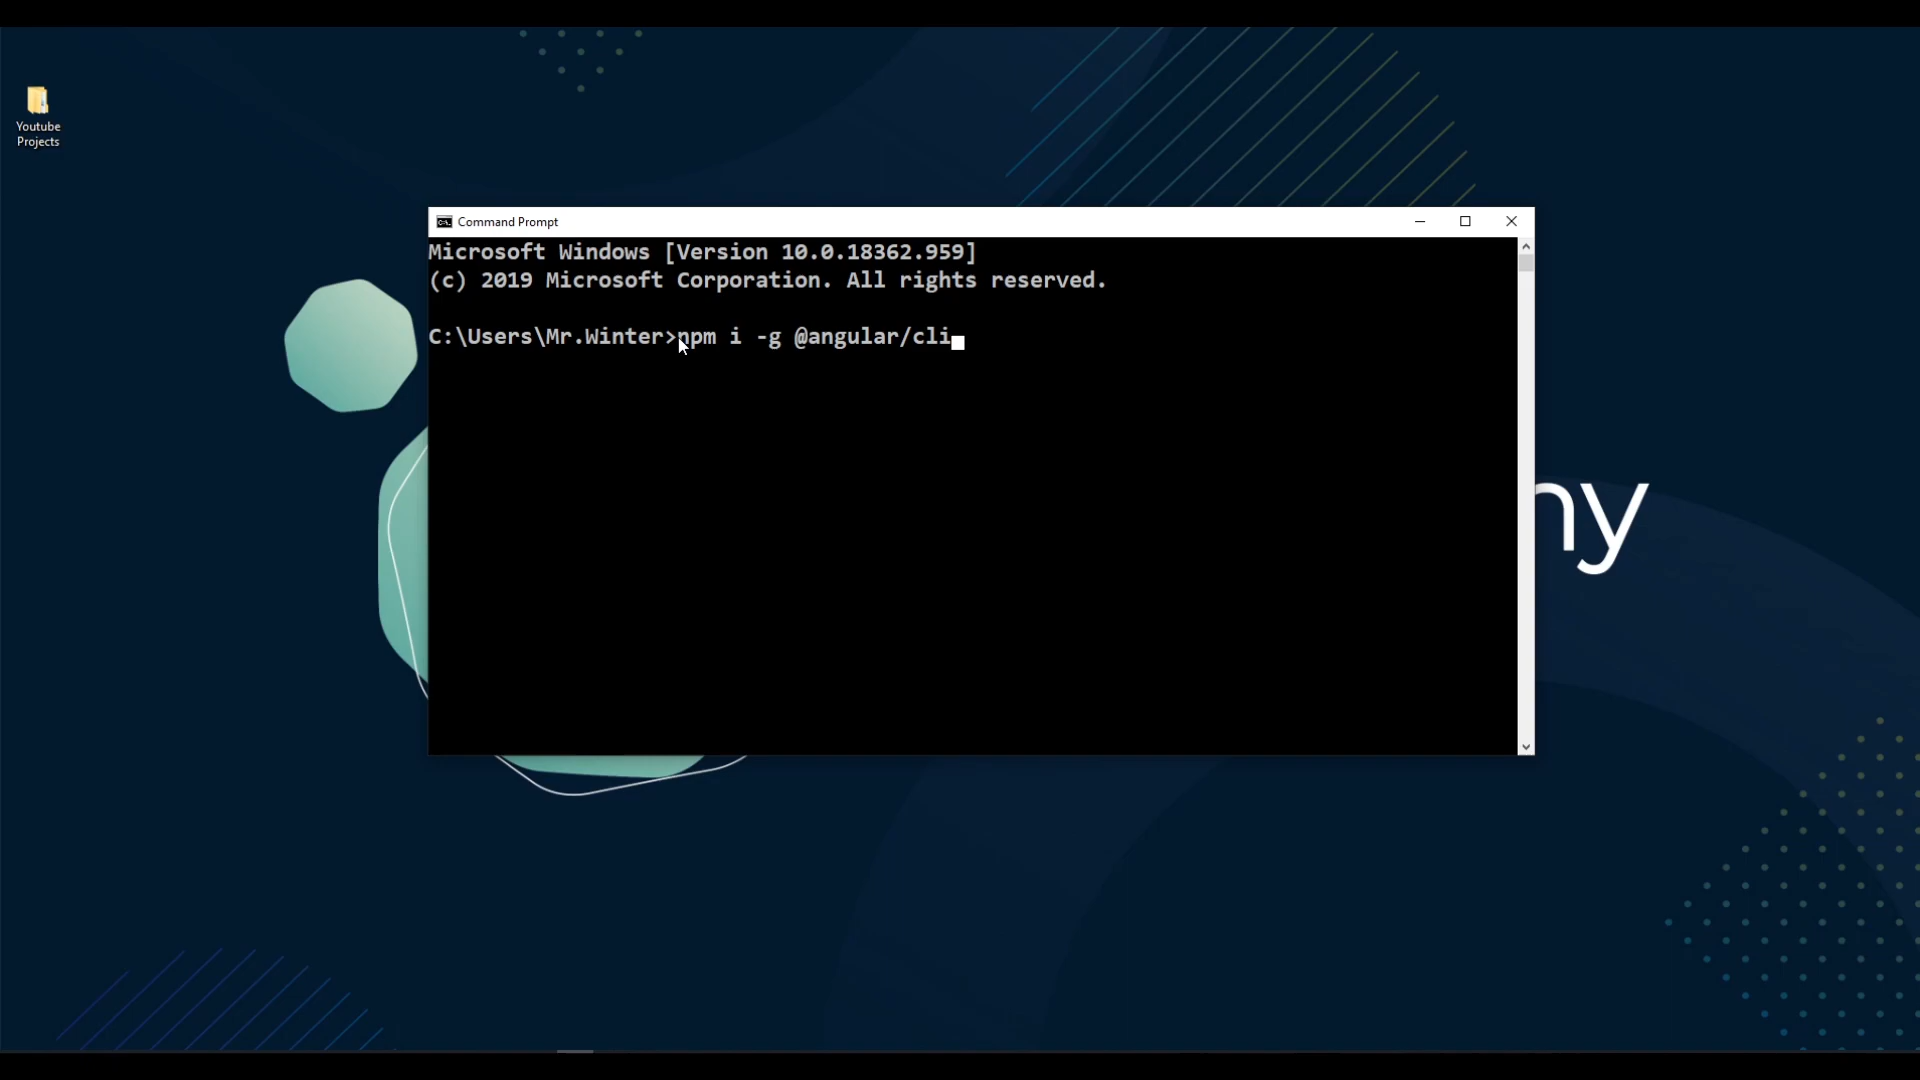 Youtube
Projects
Command Prompt
Microsoft Windows [Version 10.0.18362.959]
(c) 2019 Microsoft Corporation. All rights reserved.
C:\Users\Mr.Winter>npm i -g @angular/cli